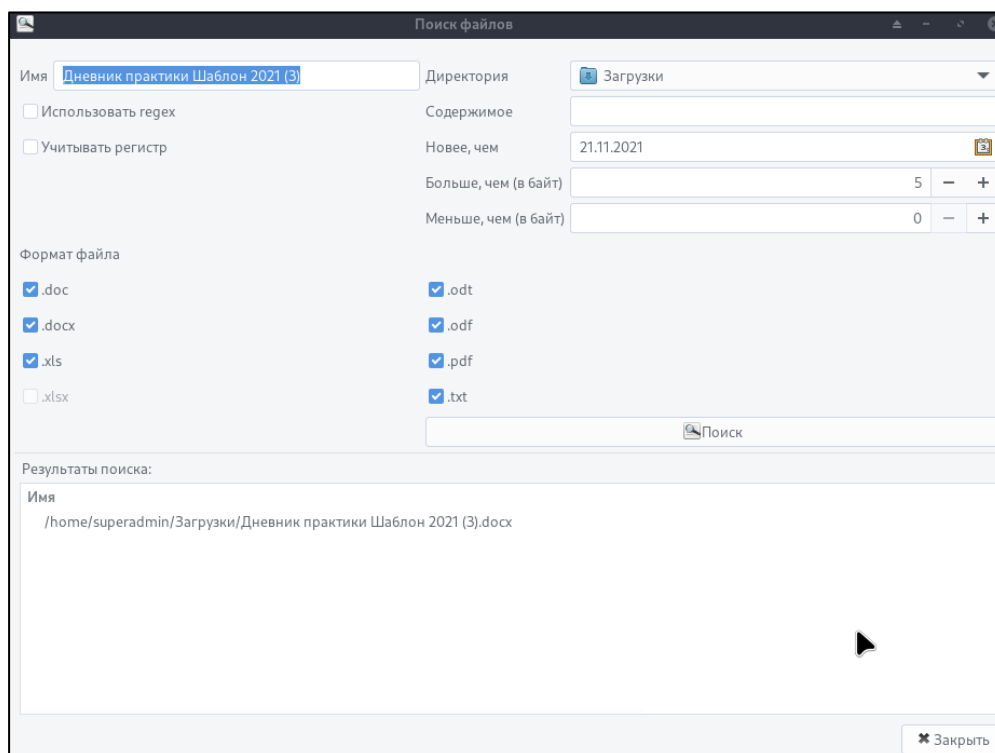 Поиск файлов
Имя Дневник практики Шаблон 2021 (3) Директория Загрузки
Использовать regex Содержимое
Учитывать регистр Новее, чем 21.11.2021
Больше, чем (в байт) 5
Меньше, чем (в байт) 0
Формат файла
.doc .odt
.docx .odf
.xls .pdf
.xlsx .txt
Поиск
Результаты поиска:
Имя
/home/superadmin/Загрузки/Дневник практики Шаблон 2021 (3).docx
Закрыть